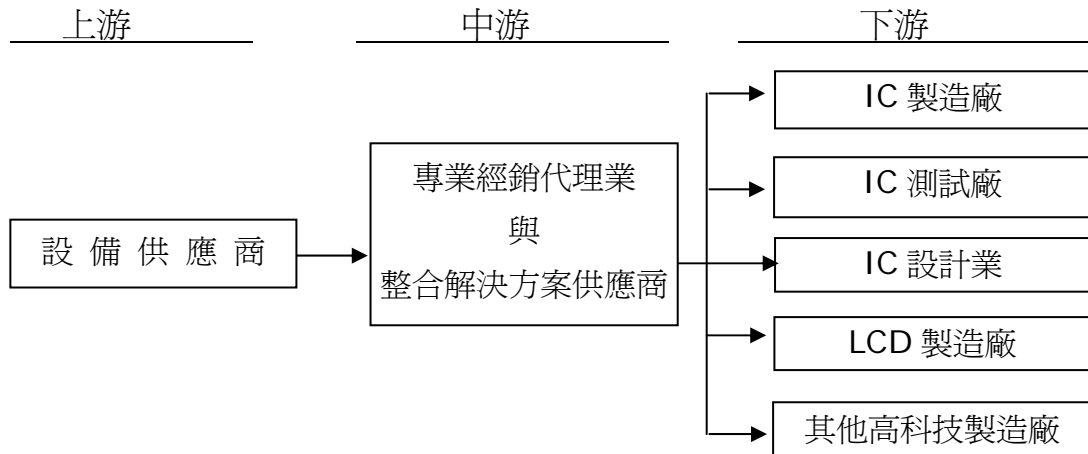 上游
中游
下游
IC 製造廠
專業經銷代理業
IC 測試廠
與
設 備 供 應 商
IC 設計業
整合解決方案供應商
LCD 製造廠
其他高科技製造廠